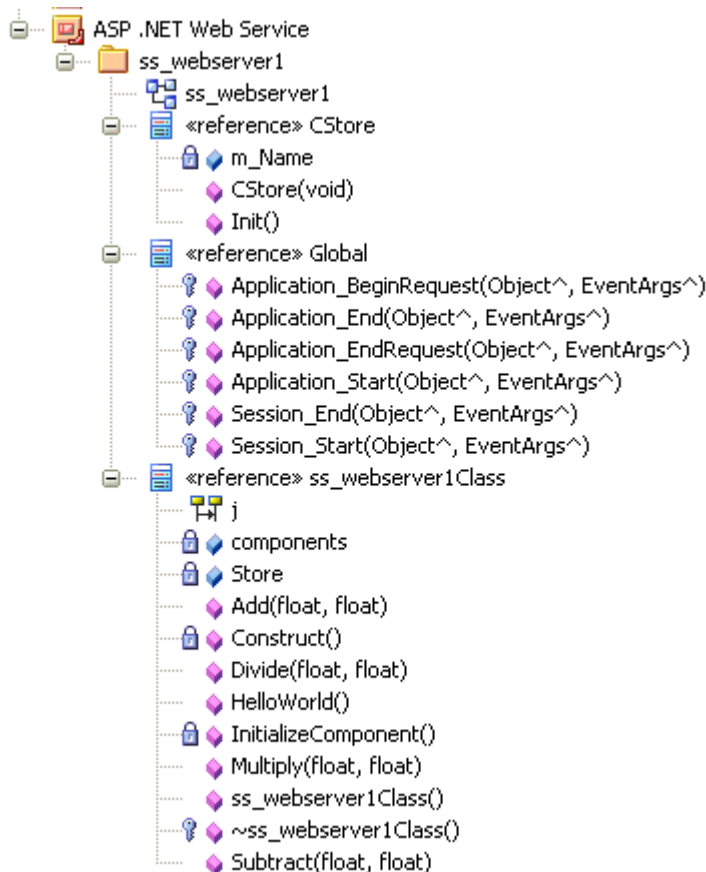 ASP .NET Web Service
ss_webserver1
ss_webserver1
«reference» CStore
m_Name
CStore(void)
Init()
«reference» Global
Application_BeginRequest(Object^, EventArgs^)
Application_End(Object^, EventArgs^)
Application_EndRequest(Object^, EventArgs^)
Application_Start(Object^, EventArgs^)
Session_End(Object^, EventArgs^)
Session_Start(Object^, EventArgs^)
«reference» ss_webserver1Class
j
components
Store
Add(float, float)
Construct()
Divide(float, float)
HelloWorld()
InitializeComponent()
Multiply(float, float)
ss_webserver1Class()
~ss_webserver1Class()
Subtract(float, float)